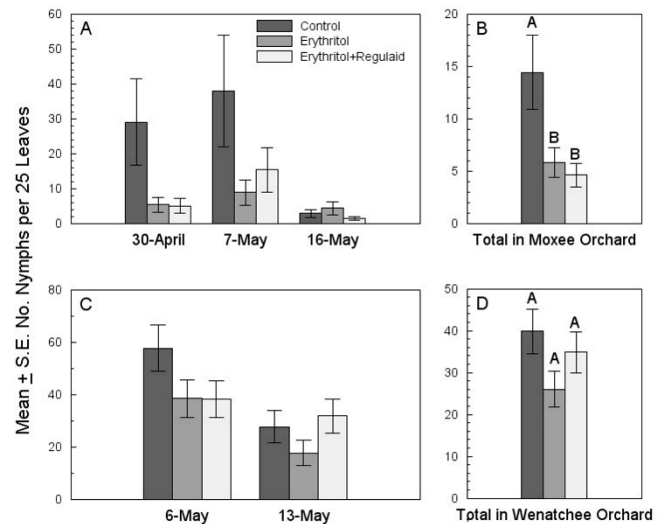 Mean ± S.E. No. Nymphs per 25 Leaves
A
60
50
40
30
20
10
0
Control
Erythritol
Erythritol+Regulaid
30-April 7-May 16-May
B
20
15
10
5
0
A
B
B
Total in Moxee Orchard
C
80
60
40
20
0
6-May 13-May
D
50
40
30
20
10
0
A
A
A
Total in Wenatchee Orchard